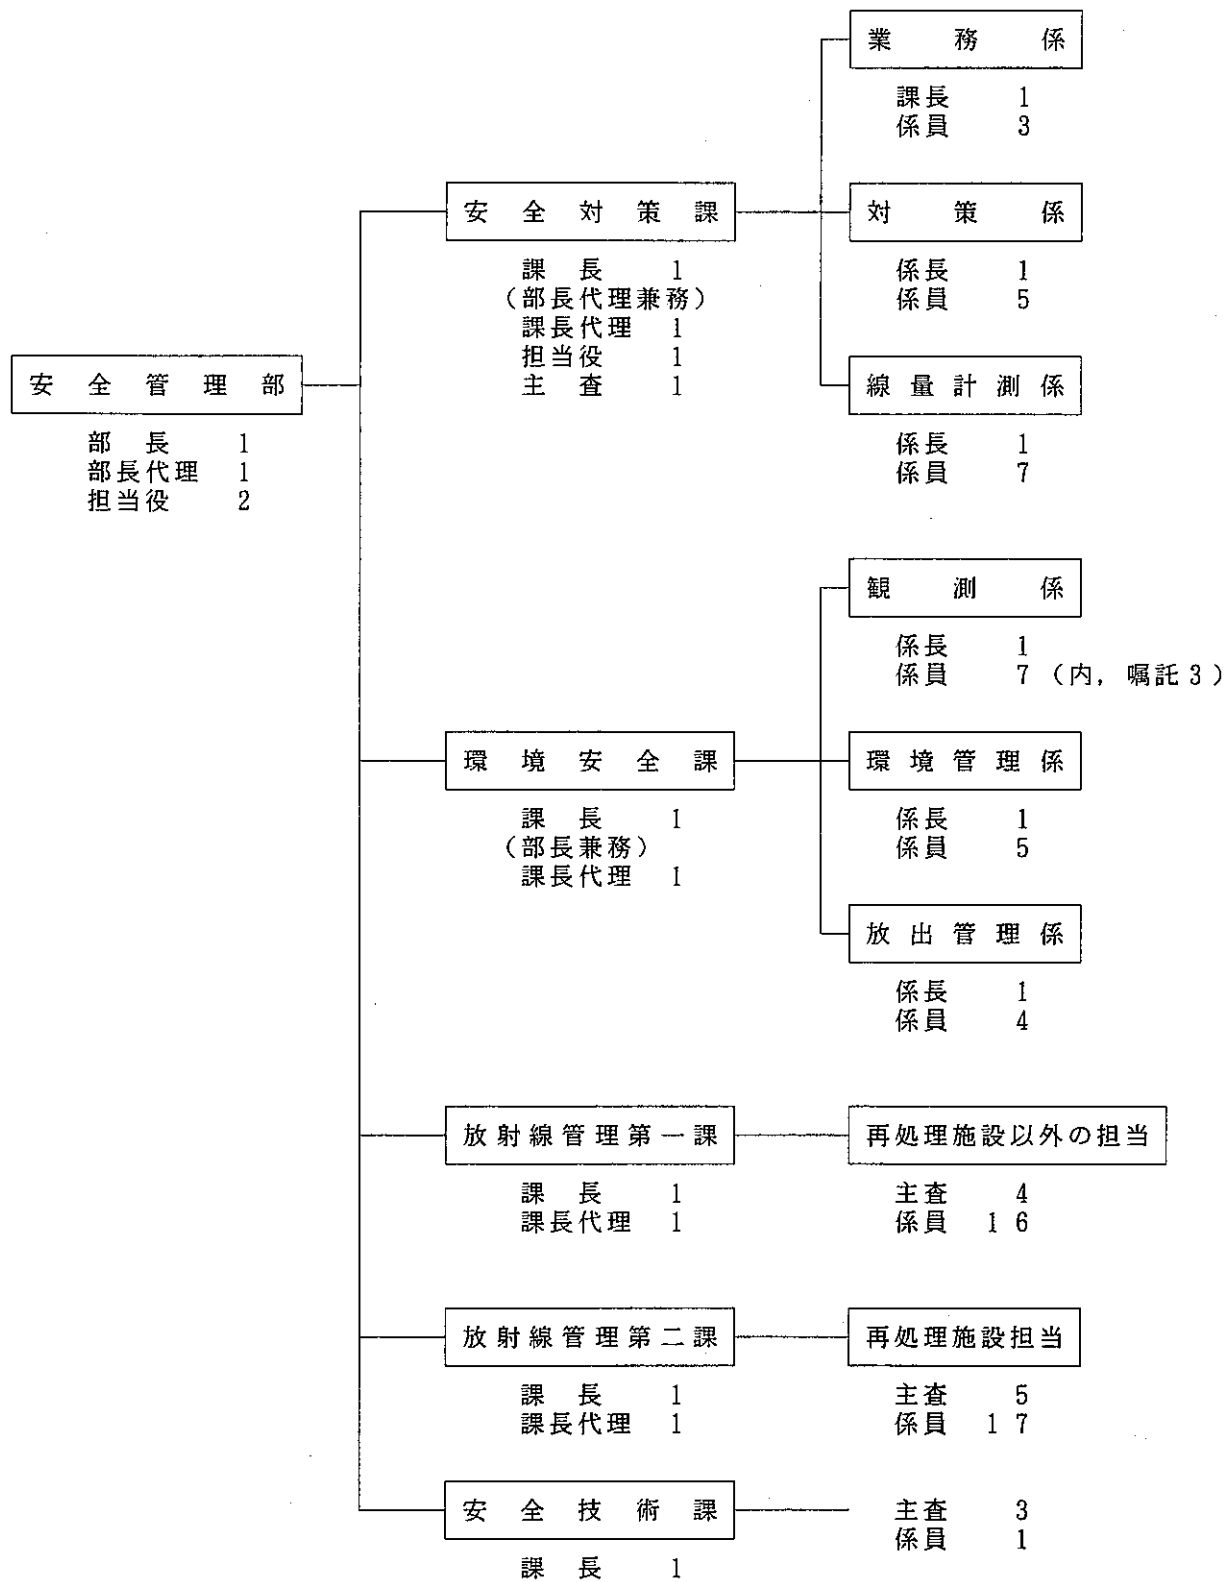 安全管理部
部長 1
部長代理 1
担当役 2
安全対策課
課長 1
（部長代理兼務）
課長代理 1
担当役 1
主査 1
業務係
課長 1
係員 3
対策係
係長 1
係員 5
線量計測係
係長 1
係員 7
環境安全課
課長 1
（部長兼務）
課長代理 1
観測係
係長 1
係員 7（内，嘱託3）
環境管理係
係長 1
係員 5
放出管理係
係長 1
係員 4
放射線管理第一課
課長 1
課長代理 1
再処理施設以外の担当
主査 4
係員 16
放射線管理第二課
課長 1
課長代理 1
再処理施設担当
主査 5
係員 17
安全技術課
課長 1
主査 3
係員 1